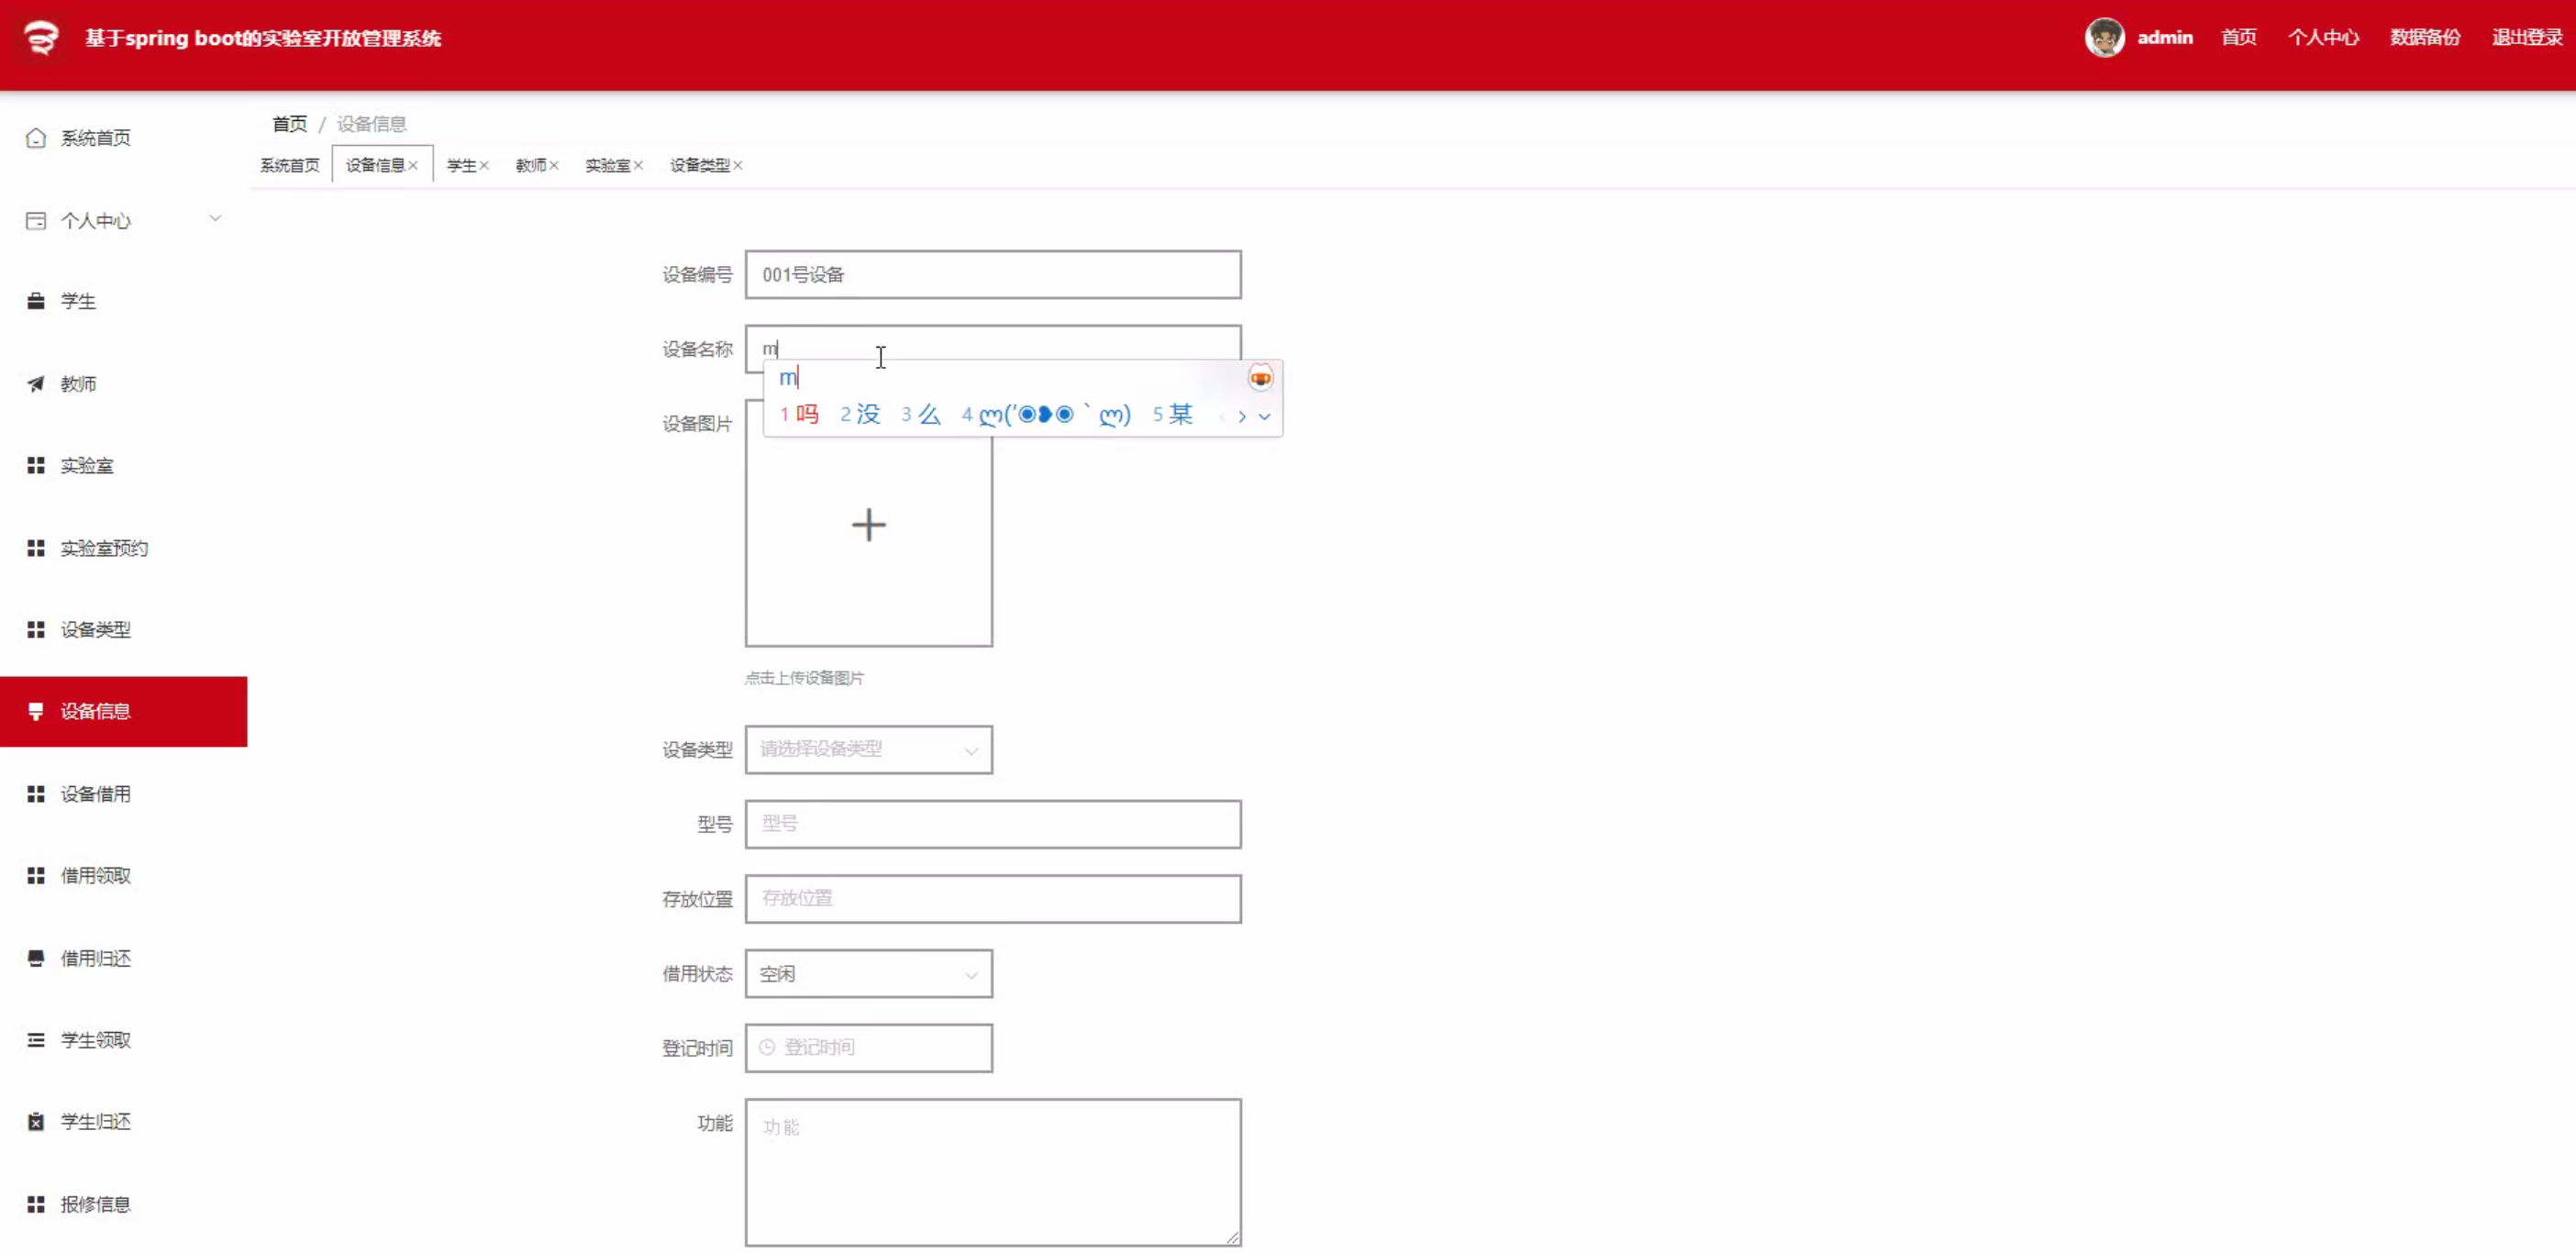 基于spring boot的实验室开放管理系统
admin 首页 个人中心 数据备份 退出登录
首页 / 设备信息
系统首页 设备信息× 学生× 教师× 实验室× 设备类型×
系统首页
个人中心
学生
教师
实验室
实验室预约
设备类型
设备信息
设备借用
借用领取
借用归还
学生领取
学生归还
报修信息
设备编号 001号设备
设备名称 m
m
1 吗 2 没 3 么 4 ლ(′◉❥◉｀ლ) 5 某
设备图片
点击上传设备图片
设备类型 请选择设备类型
型号 型号
存放位置 存放位置
借用状态 空闲
登记时间 登记时间
功能 功能